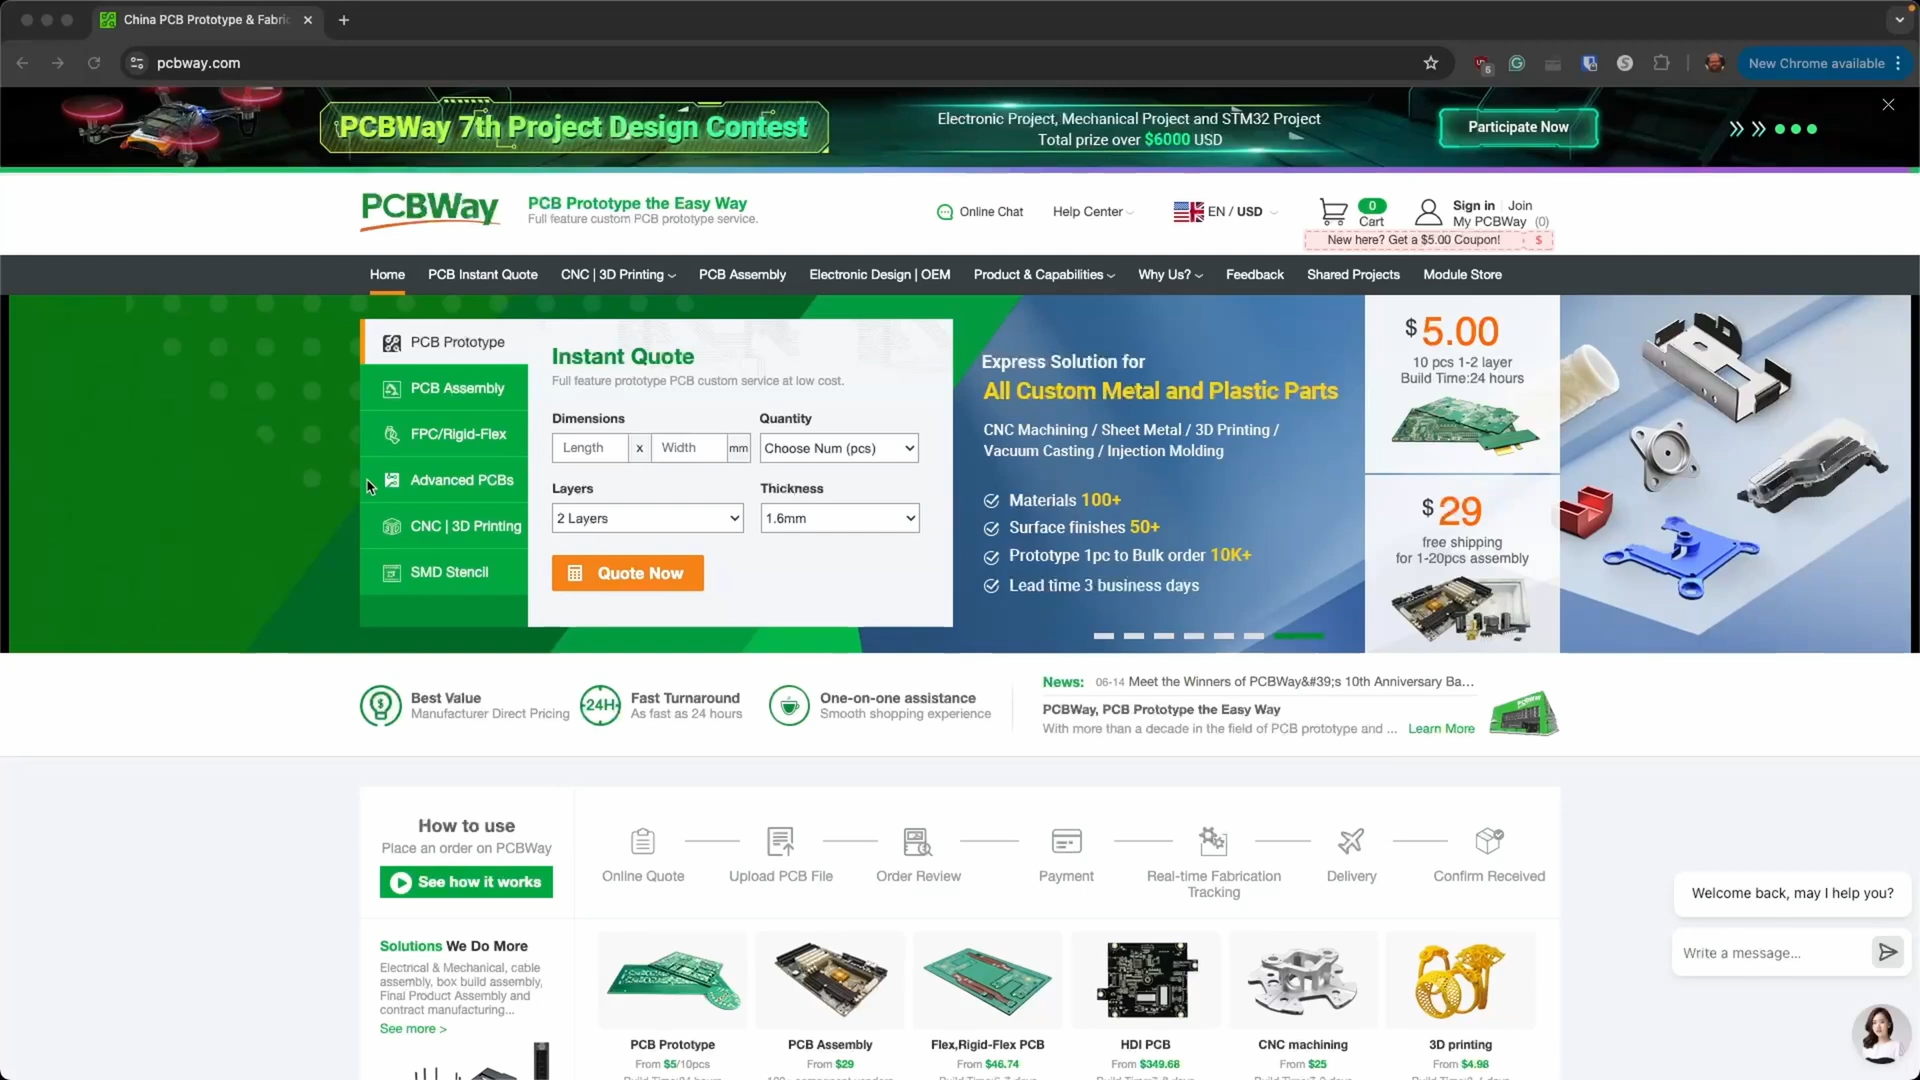 China PCB Prototype & Fabric
pcbway.com
New Chrome available
PCBWay 7th Project Design Contest
Electronic Project, Mechanical Project and STM32 Project
Total prize over $6000 USD
Participate Now
PCBWay
PCB Prototype the Easy Way
Full feature custom PCB prototype service.
Online Chat
Help Center
EN / USD
0
Cart
Sign in
Join
My PCBWay (0)
New here? Get a $5.00 Coupon!
$
Home
PCB Instant Quote
CNC | 3D Printing
PCB Assembly
Electronic Design | OEM
Product & Capabilities
Why Us?
Feedback
Shared Projects
Module Store
PCB Prototype
PCB Assembly
FPC/Rigid-Flex
Advanced PCBs
CNC | 3D Printing
SMD Stencil
Instant Quote
Full feature prototype PCB custom service at low cost.
Dimensions
Quantity
Length x Width mm
Choose Num (pcs)
Layers
Thickness
2 Layers
1.6mm
Quote Now
Express Solution for
All Custom Metal and Plastic Parts
CNC Machining / Sheet Metal / 3D Printing /
Vacuum Casting / Injection Molding
Materials 100+
Surface finishes 50+
Prototype 1pc to Bulk order 10K+
Lead time 3 business days
$5.00
10 pcs 1-2 layer
Build Time:24 hours
$29
free shipping
for 1-20pcs assembly
Best Value
Manufacturer Direct Pricing
24H
Fast Turnaround
As fast as 24 hours
One-on-one assistance
Smooth shopping experience
News: 06-14 Meet the Winners of PCBWay&#39;s 10th Anniversary Ba...
PCBWay, PCB Prototype the Easy Way
With more than a decade in the field of PCB prototype and ... Learn More
How to use
Place an order on PCBWay
See how it works
Online Quote
Upload PCB File
Order Review
Payment
Real-time Fabrication
Tracking
Delivery
Confirm Received
Solutions We Do More
Electrical & Mechanical, cable
assembly, box build assembly,
Final Product Assembly and
contract manufacturing...
See more >
PCB Prototype
From $5/10pcs
PCB Assembly
From $29
Flex,Rigid-Flex PCB
From $46.74
HDI PCB
From $349.68
CNC machining
From $25
3D printing
From $4.98
Welcome back, may I help you?
Write a message...